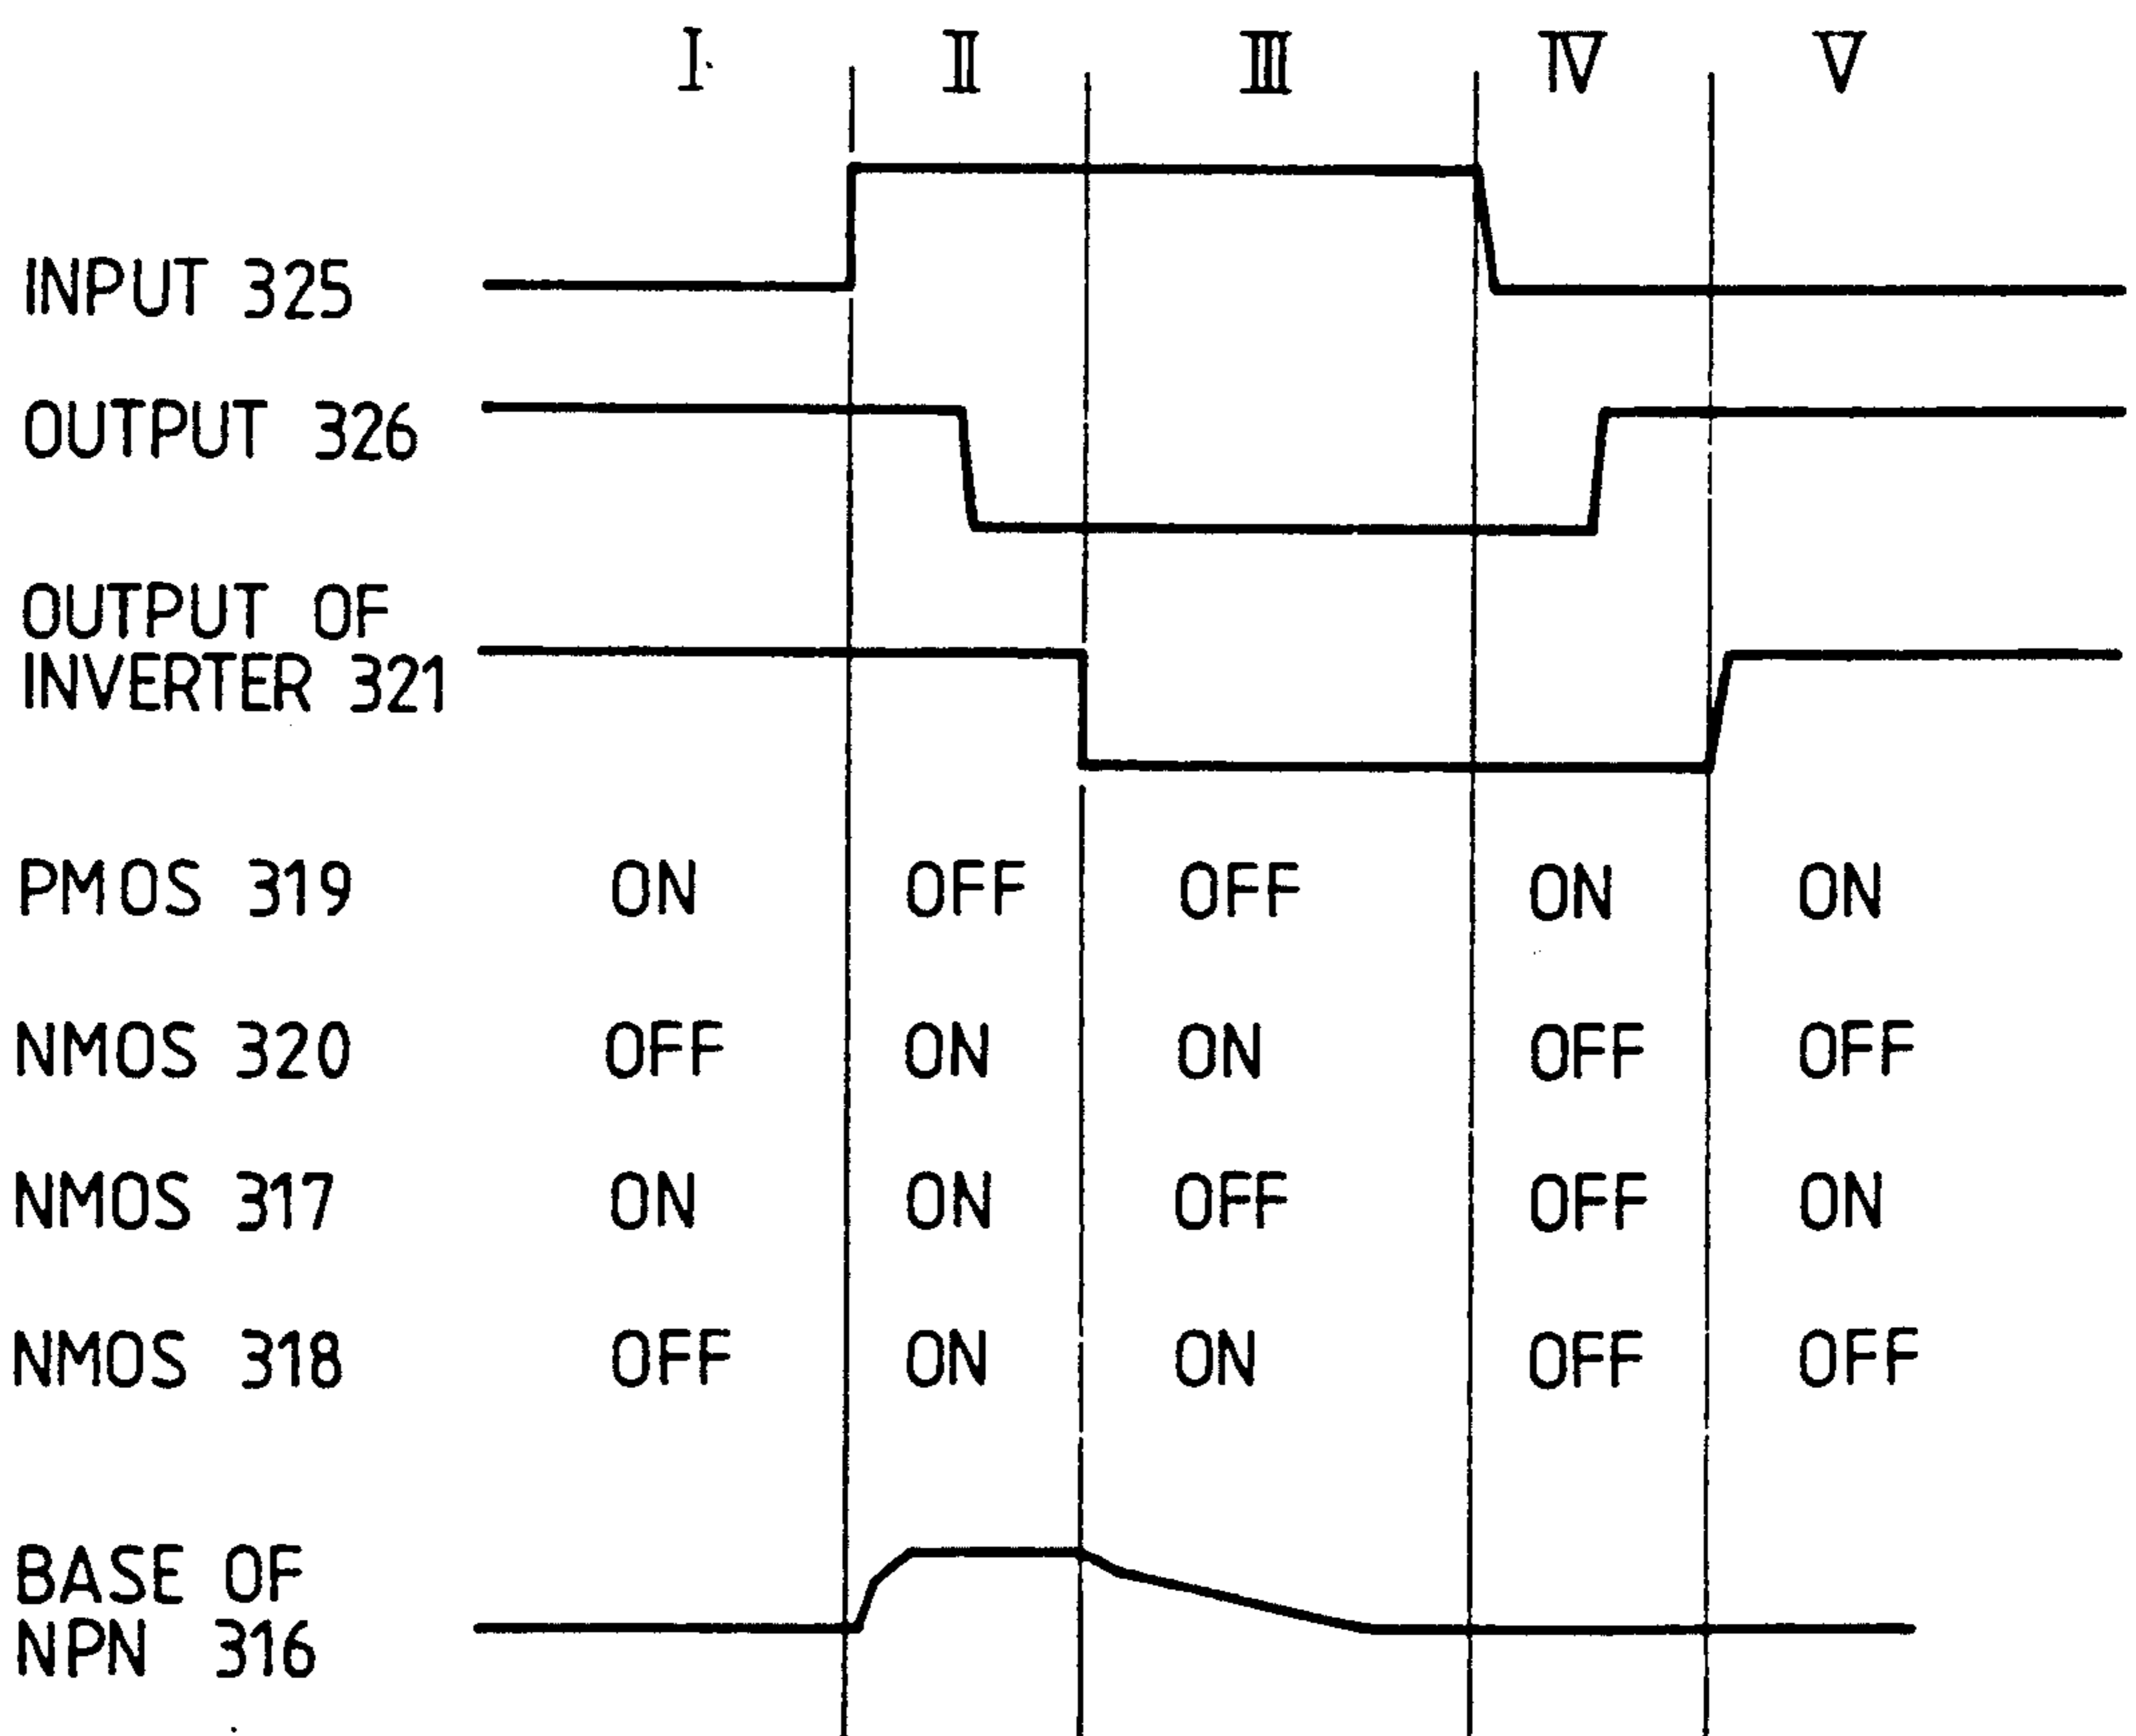 I II III IV V
INPUT 325
OUTPUT 326
OUTPUT OF
INVERTER 321
PMOS 319 ON OFF OFF ON ON
NMOS 320 OFF ON ON OFF OFF
NMOS 317 ON ON OFF OFF ON
NMOS 318 OFF ON ON OFF OFF
BASE OF
NPN 316